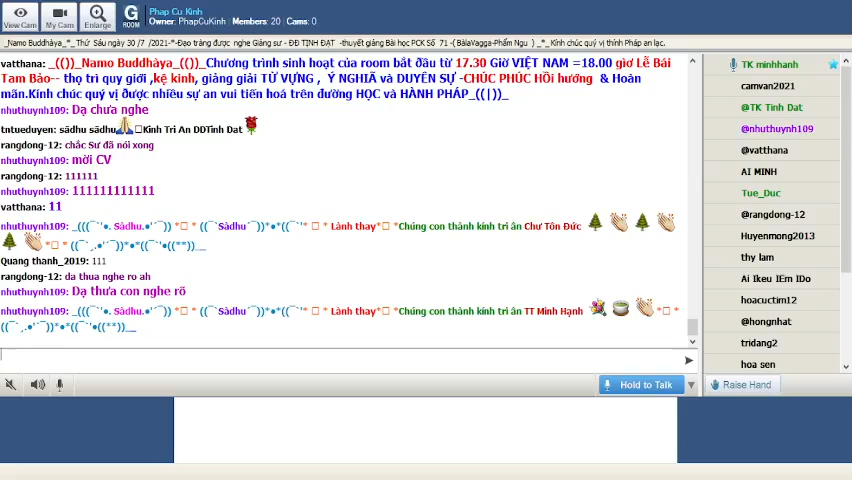 View Cam
My Cam
Enlarge
G
ROOM
Phap Cu Kinh
Owner: PhapCuKinh | Members: 20 | Cams: 0
_Namo Buddhàya_*_ Thứ Sáu ngày 30 /7 /2021-*-Đạo tràng được nghe Giảng sư - ĐĐ TỊNH ĐẠT -thuyết giảng Bài học PCK Số 71 -( BàlaVagga-Phẩm Ngu ) _*_ Kính chúc quý vị thính Pháp an lạc.
vatthana: _(())_Namo Buddhàya_(())_Chương trình sinh hoạt của room bắt đầu từ 17.30 Giờ VIỆT NAM =18.00 giơ Lễ Bái
Tam Bảo-- thọ trì quy giới ,kệ kinh, giảng giải TỪ VỰNG , Ý NGHIÃ và DUYÊN SỰ -CHÚC PHÚC HỒi hướng & Hoàn
mãn.Kính chúc quý vị được nhiều sự an vui tiến hoá trên đường HỌC và HÀNH PHÁP_((|))_
nhuthuynh109: Dạ chưa nghe
tntueduyen: sādhu sādhu🙏Kính Tri Ân DDTinh Dat🌹
rangdong-12: chắc Sư đã nói xong
nhuthuynh109: mời CV
rangdong-12: 111111
nhuthuynh109: 111111111111
vatthana: 11
nhuthuynh109: _(((¯`'•. Sàdhu.•'´¯)) *☐ * ((¯`'Sàdhu´¯))*•*((¯`'* ☐ * Lành thay*☐ *Chúng con thành kính tri ân Chư Tôn Đức 🌲 👏 🌲 👏
🌲 👏 *☐ * ((¯`¸.•'´¯))*•*((¯`'•((**))__
Quang thanh_2019: 111
rangdong-12: da thua nghe ro ah
nhuthuynh109: Dạ thưa con nghe rõ
nhuthuynh109: _(((¯`'•. Sàdhu.•'´¯)) *☐ * ((¯`'Sàdhu´¯))*•*((¯`'* ☐ * Lành thay*☐ *Chúng con thành kính tri ân TT Minh Hạnh 💐 🍵 👏 *☐ *
((¯`¸.•'´¯))*•*((¯`'•((**))__
Hold to Talk
TK minhhanh
camvan2021
@TK Tinh Dat
@nhuthuynh109
@vatthana
AI MINH
Tue_Duc
@rangdong-12
Huyenmong2013
thy lam
Ai Ikeu IEm IDo
hoacuctim12
@hongnhat
tridang2
hoa sen
Raise Hand